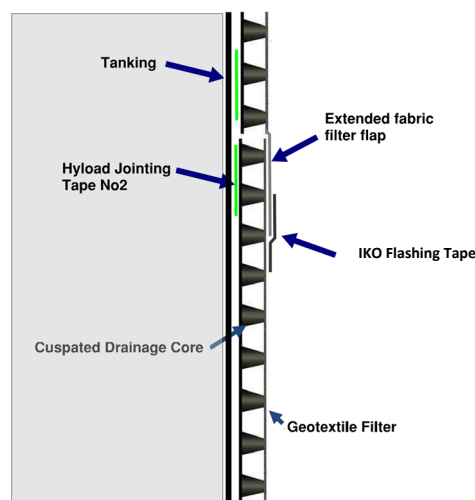 Tanking
Extended fabric
filter flap
Hyload Jointing
Tape No2
IKO Flashing Tape
Cuspated Drainage Core
Geotextile Filter